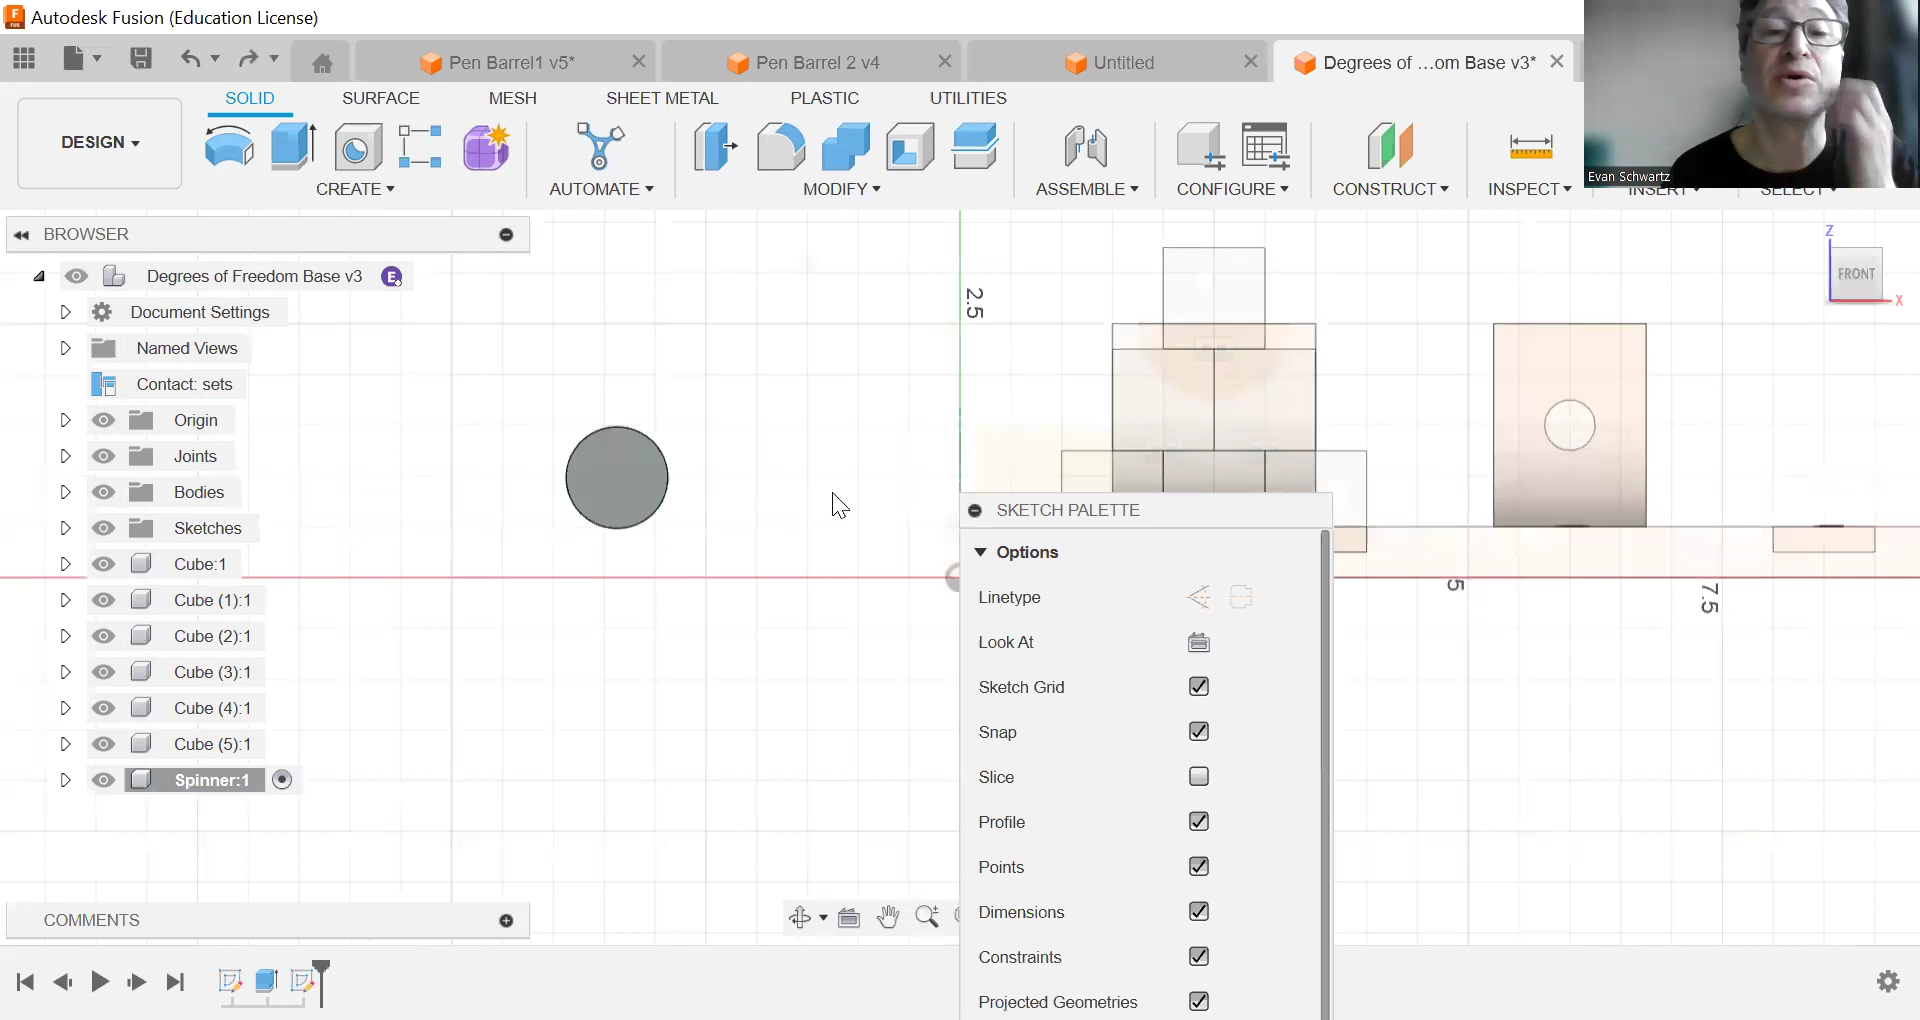 Autodesk Fusion (Education License)
Pen Barrel1 v5*
Pen Barrel 2 v4
Untitled
Degrees of ...om Base v3*
SOLID
SURFACE
MESH
SHEET METAL
PLASTIC
UTILITIES
DESIGN
CREATE
AUTOMATE
MODIFY
ASSEMBLE
CONFIGURE
CONSTRUCT
INSPECT
INSERT
SELECT
Evan Schwartz
BROWSER
Degrees of Freedom Base v3
E
Document Settings
Named Views
Contact: sets
Origin
Joints
Bodies
Sketches
Cube:1
Cube (1):1
Cube (2):1
Cube (3):1
Cube (4):1
Cube (5):1
Spinner:1
2.5
5
7.5
Z
FRONT
X
SKETCH PALETTE
Options
Linetype
Look At
Sketch Grid
Snap
Slice
Profile
Points
Dimensions
Constraints
Projected Geometries
COMMENTS